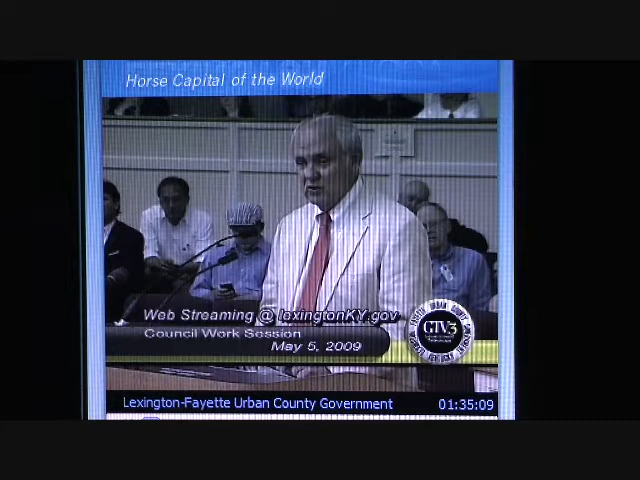 Horse Capital of the World
Web Streaming @ lexingtonKY.gov
Council Work Session
May 5, 2009
GTV3
Lexington-Fayette Urban County Government
01:35:09